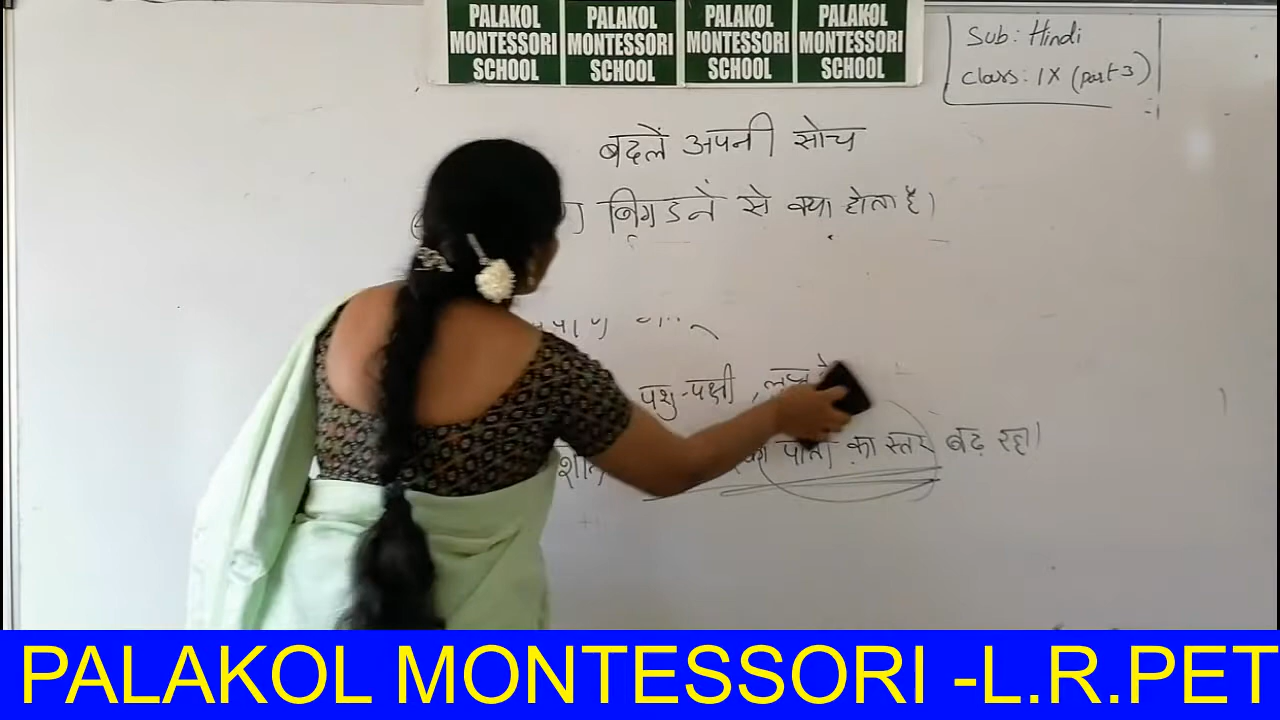 PALAKOL MONTESSORI SCHOOL PALAKOL MONTESSORI SCHOOL PALAKOL MONTESSORI SCHOOL PALAKOL MONTESSORI SCHOOL
Sub: Hindi
Class: IX (part-3)
बदलें अपनी सोच
बिगडनें से क्या होता है।
पशु-पक्षी ,
का स्तर बढ़ रहा।
PALAKOL MONTESSORI -L.R.PET